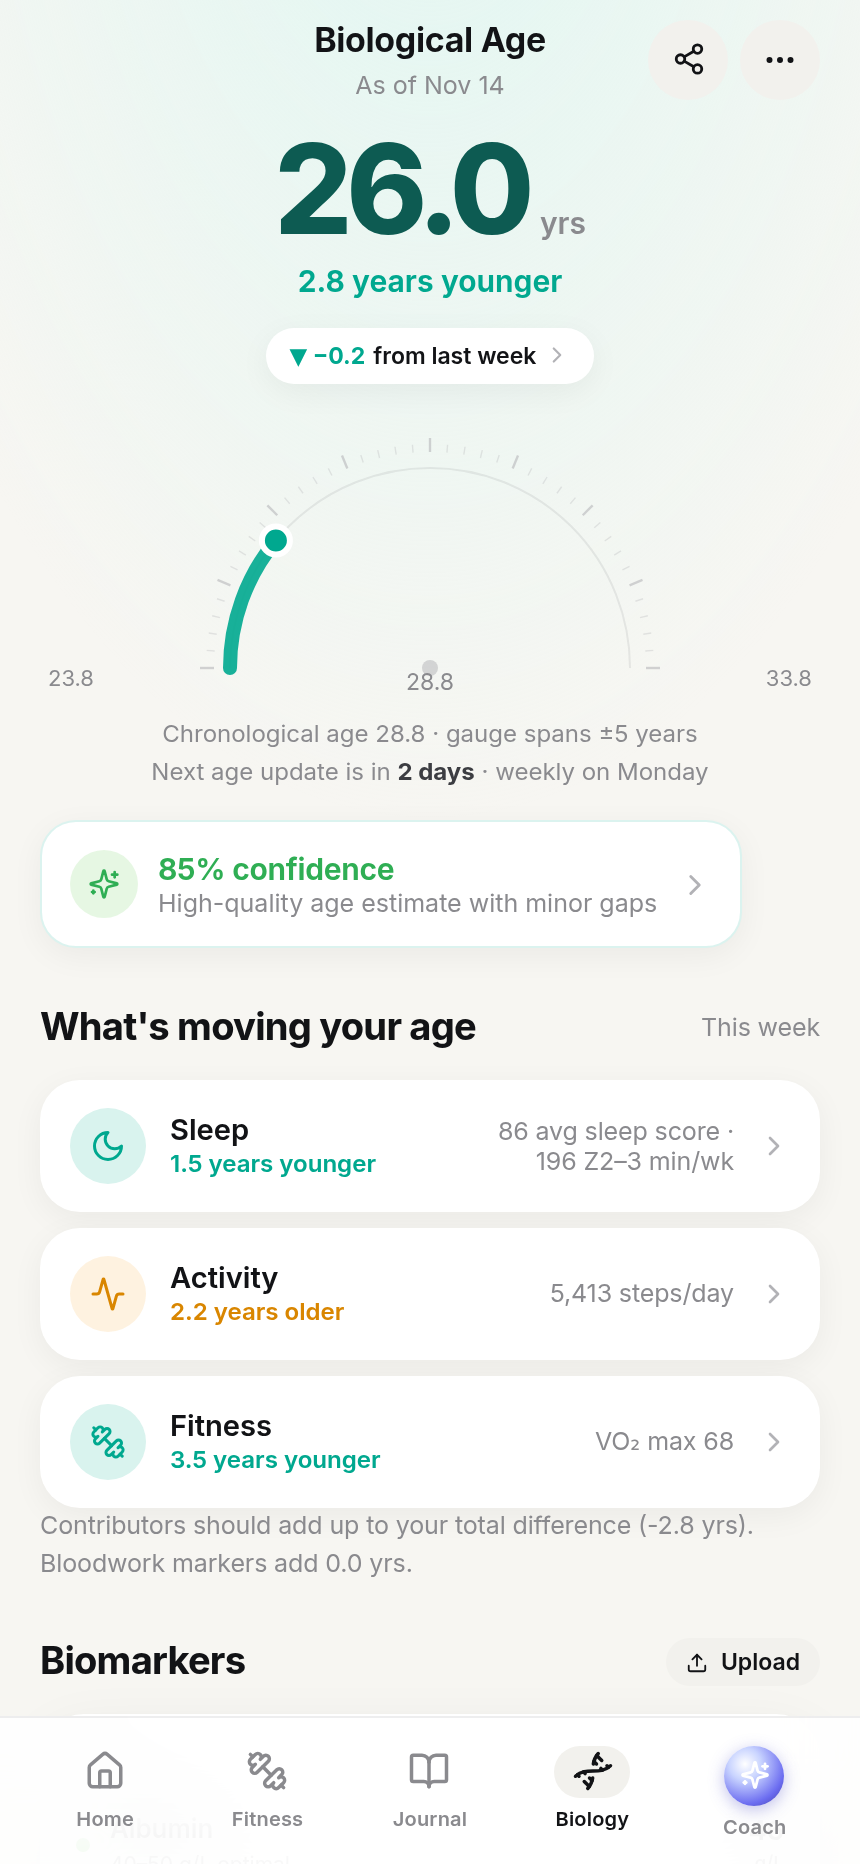 Biological Age
As of Nov 14
26.0 yrs
2.8 years younger
▼ −0.2 from last week
23.8
28.8
33.8
Chronological age 28.8 · gauge spans ±5 years
Next age update is in 2 days · weekly on Monday
85% confidence
High-quality age estimate with minor gaps
What's moving your age
This week
Sleep
1.5 years younger
86 avg sleep score ·
196 Z2–3 min/wk
Activity
2.2 years older
5,413 steps/day
Fitness
3.5 years younger
VO₂ max 68
Contributors should add up to your total difference (-2.8 yrs).
Bloodwork markers add 0.0 yrs.
Biomarkers
Upload
Home
Fitness
Journal
Biology
Coach
Albumin